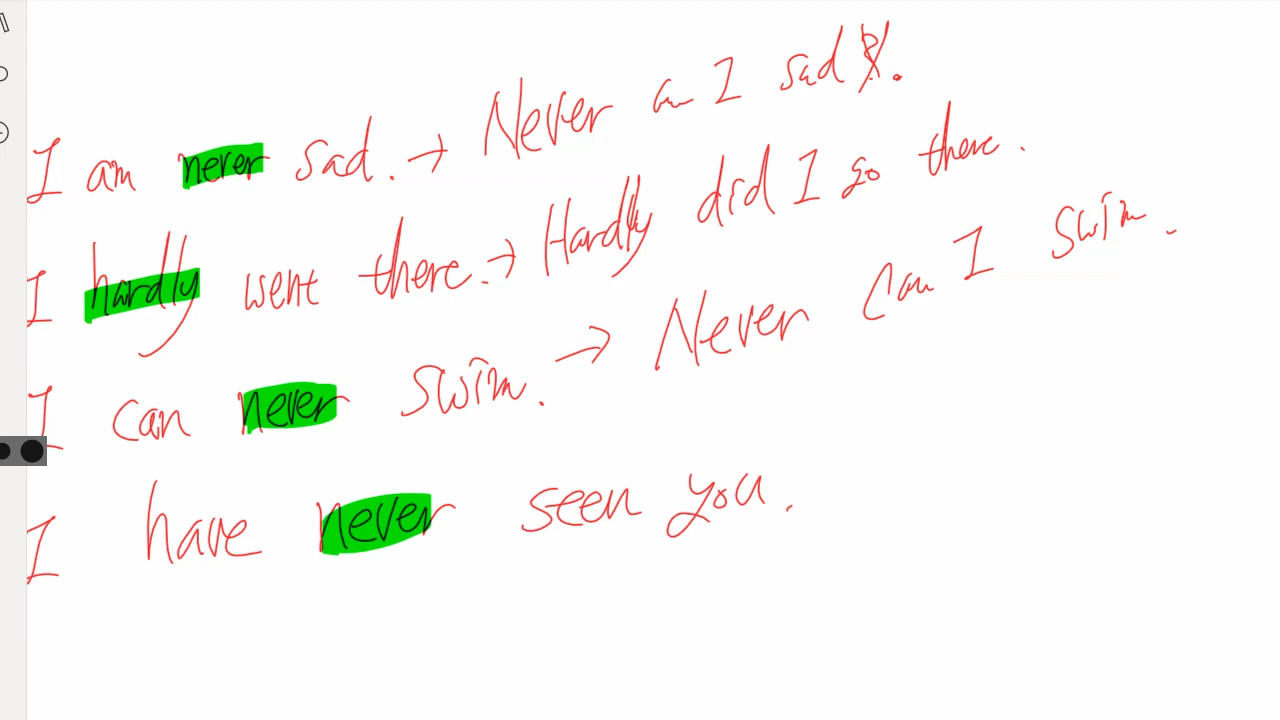 I am never sad. → Never am I sad.
I hardly went there. → Hardly did I go there.
I can never swim. → Never can I swim.
I have never seen you.